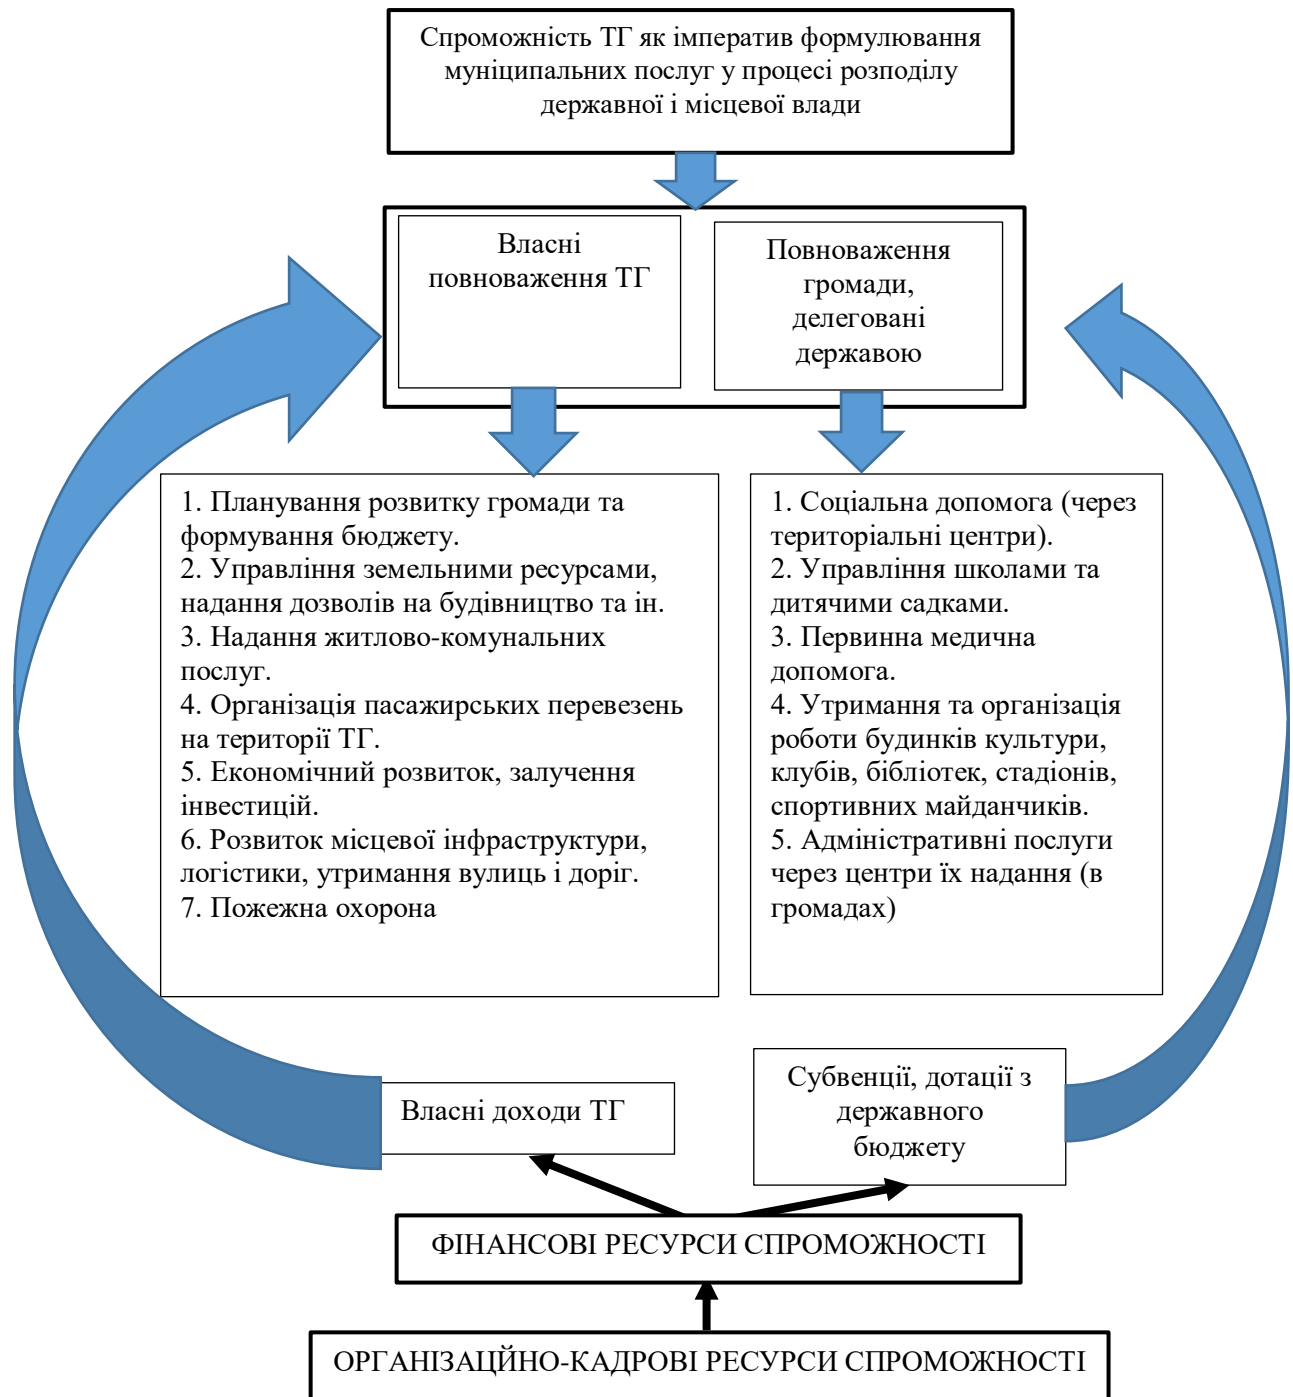 Спроможність ТГ як імператив формулювання
муніципальних послуг у процесі розподілу
державної і місцевої влади
Власні
повноваження ТГ
Повноваження
громади,
делеговані
державою
1. Планування розвитку громади та
формування бюджету.
2. Управління земельними ресурсами,
надання дозволів на будівництво та ін.
3. Надання житлово-комунальних
послуг.
4. Організація пасажирських перевезень
на території ТГ.
5. Економічний розвиток, залучення
інвестицій.
6. Розвиток місцевої інфраструктури,
логістики, утримання вулиць і доріг.
7. Пожежна охорона
1. Соціальна допомога (через
територіальні центри).
2. Управління школами та
дитячими садками.
3. Первинна медична
допомога.
4. Утримання та організація
роботи будинків культури,
клубів, бібліотек, стадіонів,
спортивних майданчиків.
5. Адміністративні послуги
через центри їх надання (в
громадах)
Власні доходи ТГ
Субвенції, дотації з
державного
бюджету
ФІНАНСОВІ РЕСУРСИ СПРОМОЖНОСТІ
ОРГАНІЗАЦЙНО-КАДРОВІ РЕСУРСИ СПРОМОЖНОСТІ